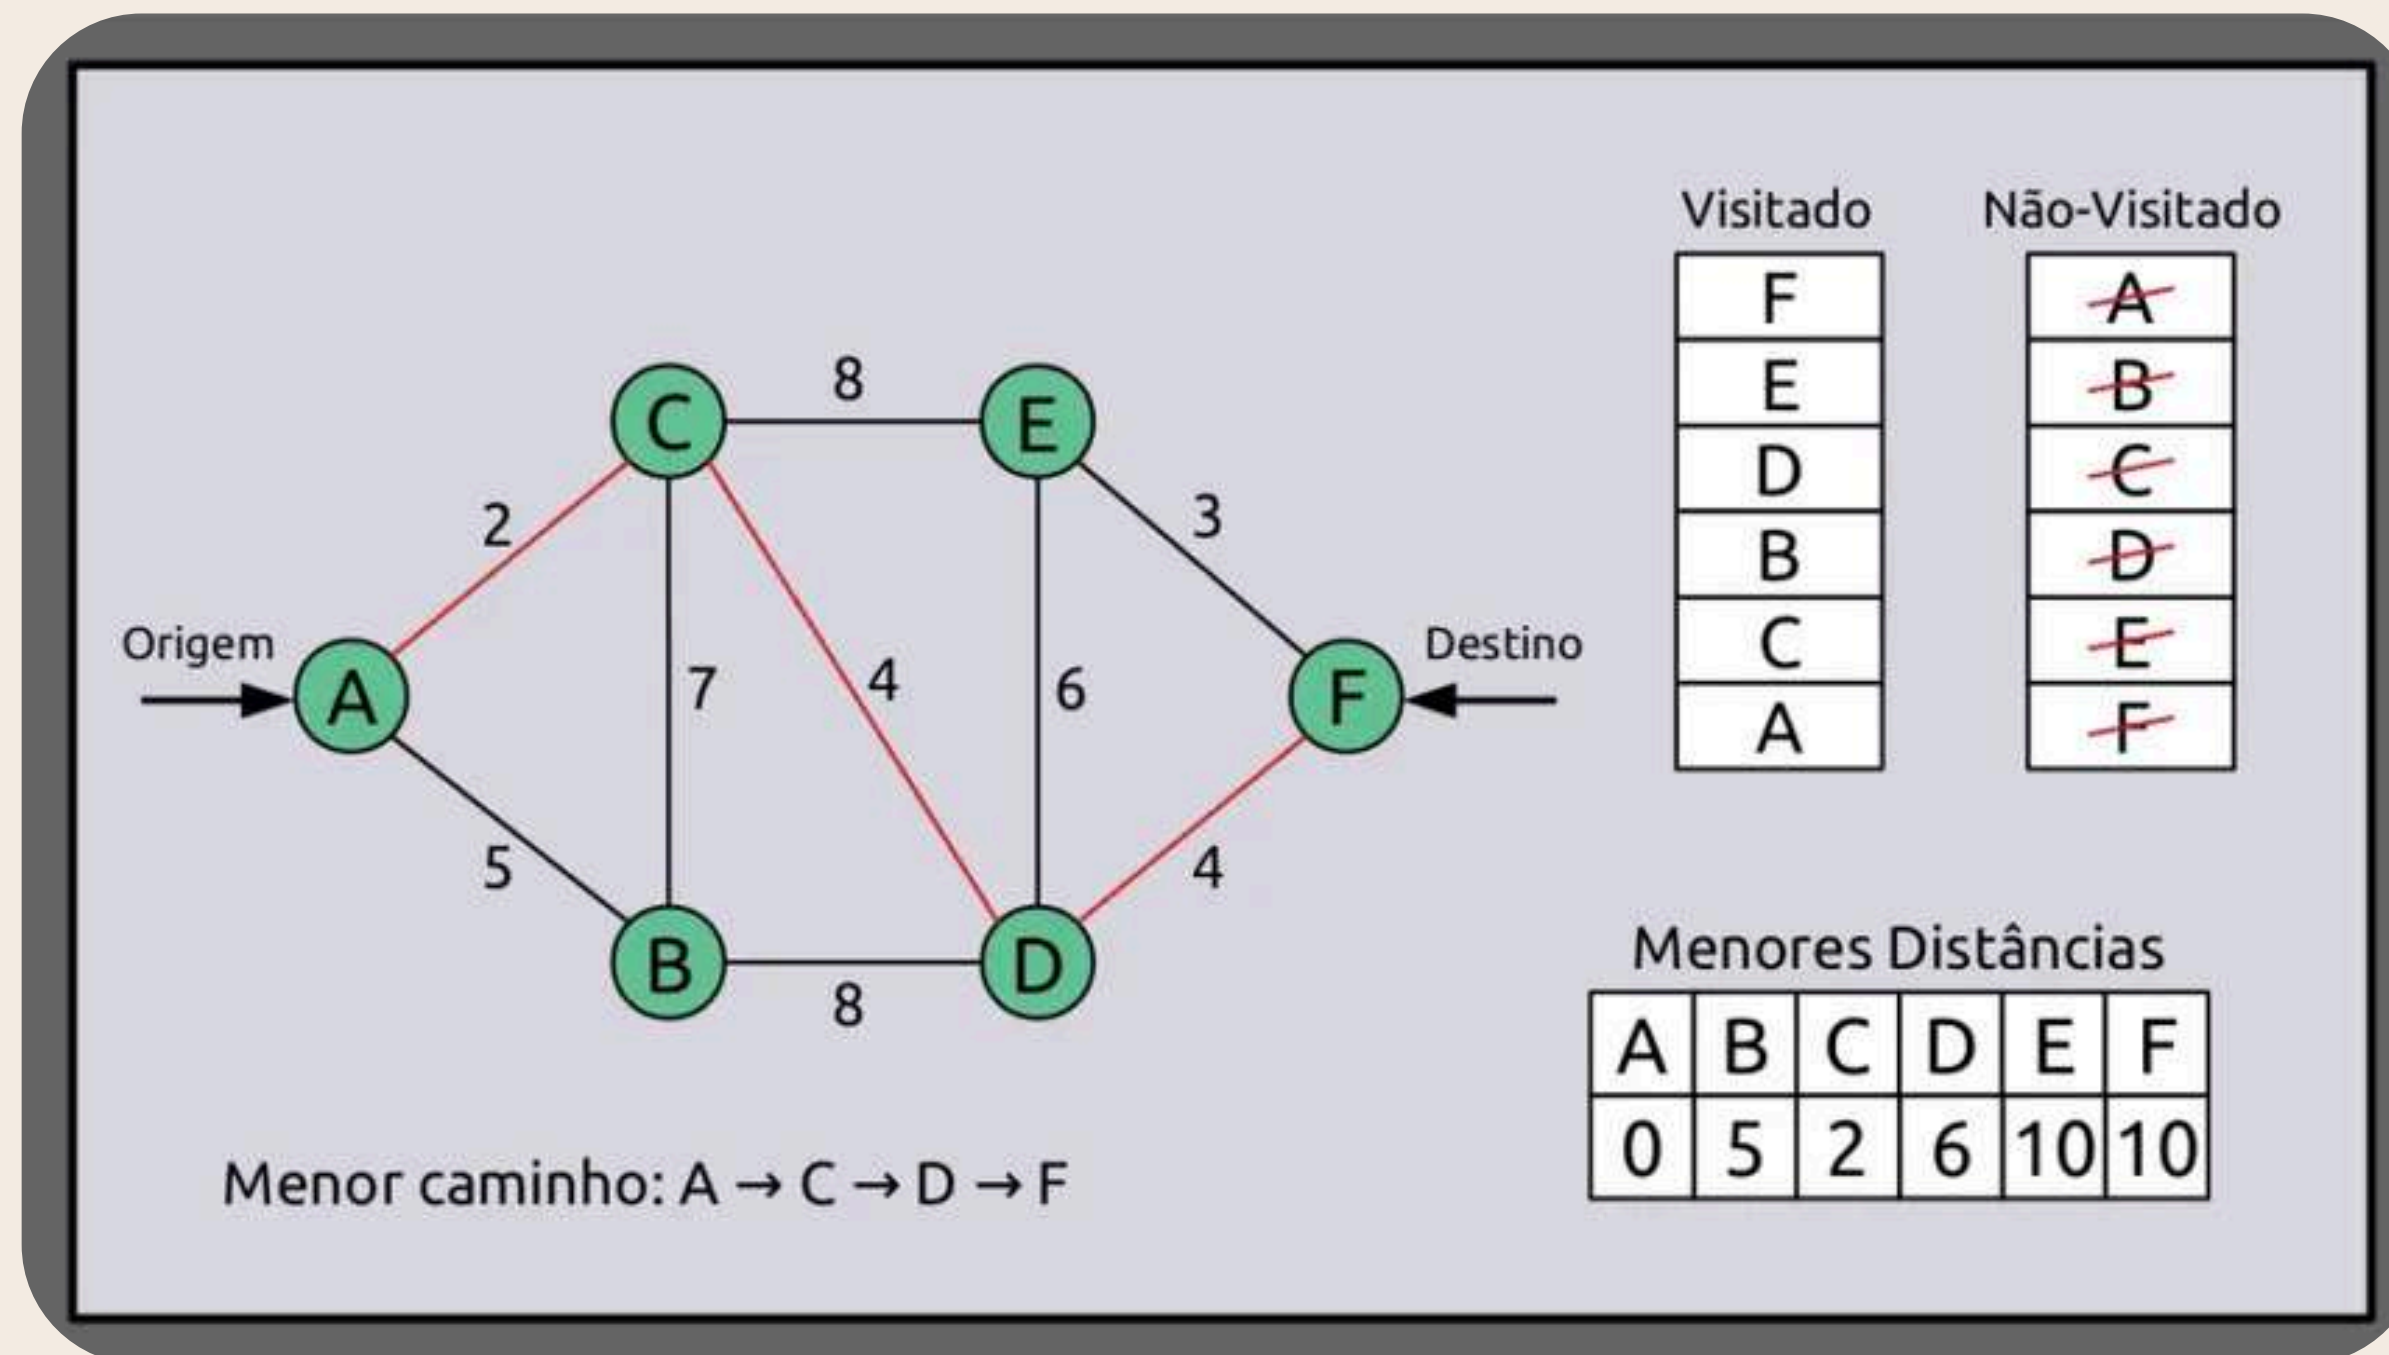 Visitado
Não-Visitado
F
A
E
B
D
C
B
D
C
E
A
F
C
8
E
2
3
Origem
A
7
4
6
F
Destino
5
4
B
8
D
Menores Distâncias
A B C D E F
0 5 2 6 10 10
Menor caminho: A → C → D → F